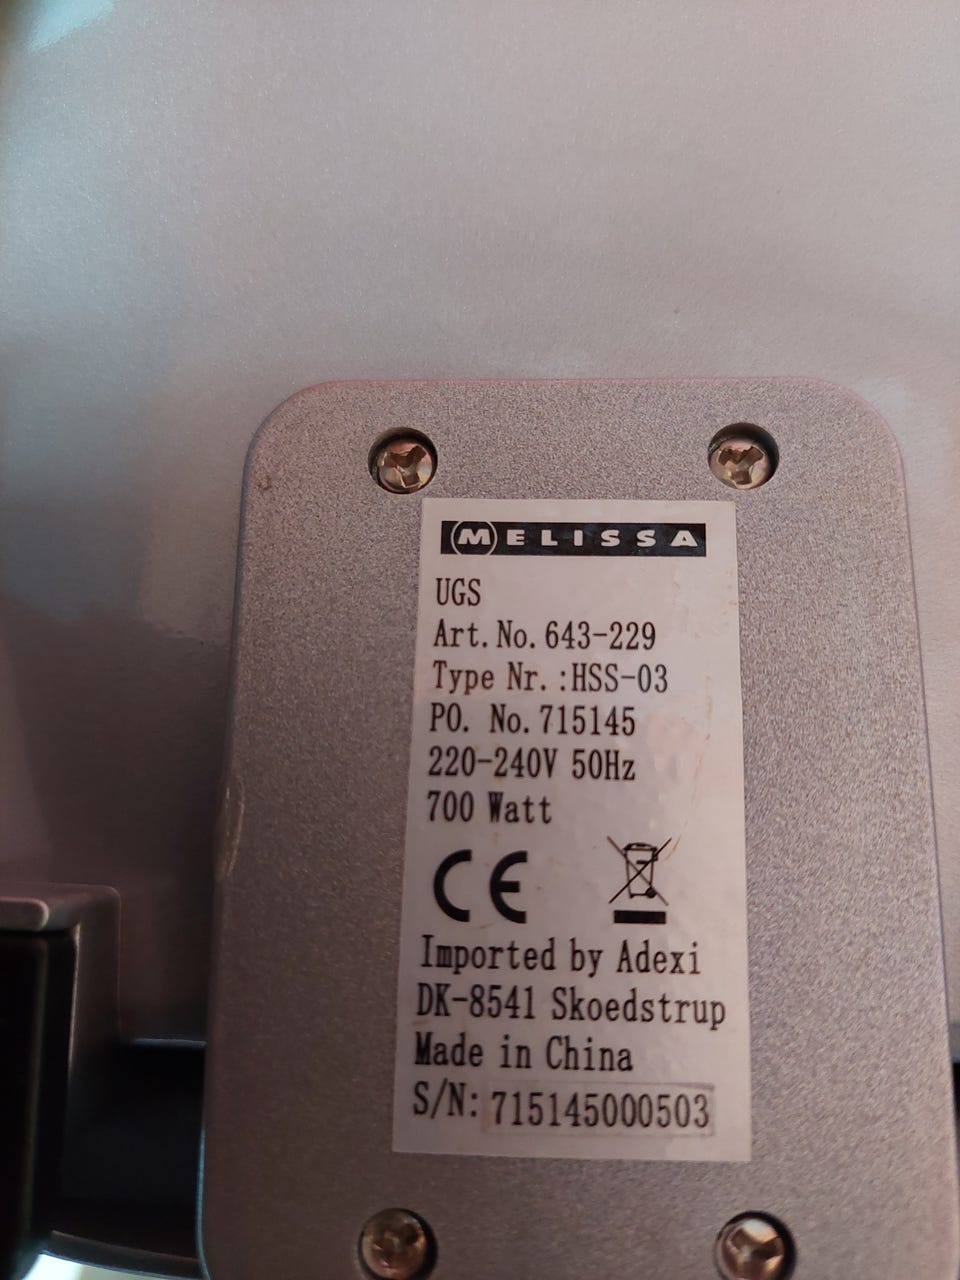 MELISSA
UGS
Art. No. 643-229
Type Nr. :HSS-03
PO. No. 715145
220-240V 50Hz
700 Watt
CE
Imported by Adexi
DK-8541 Skoedstrup
Made in China
S/N: 715145000503